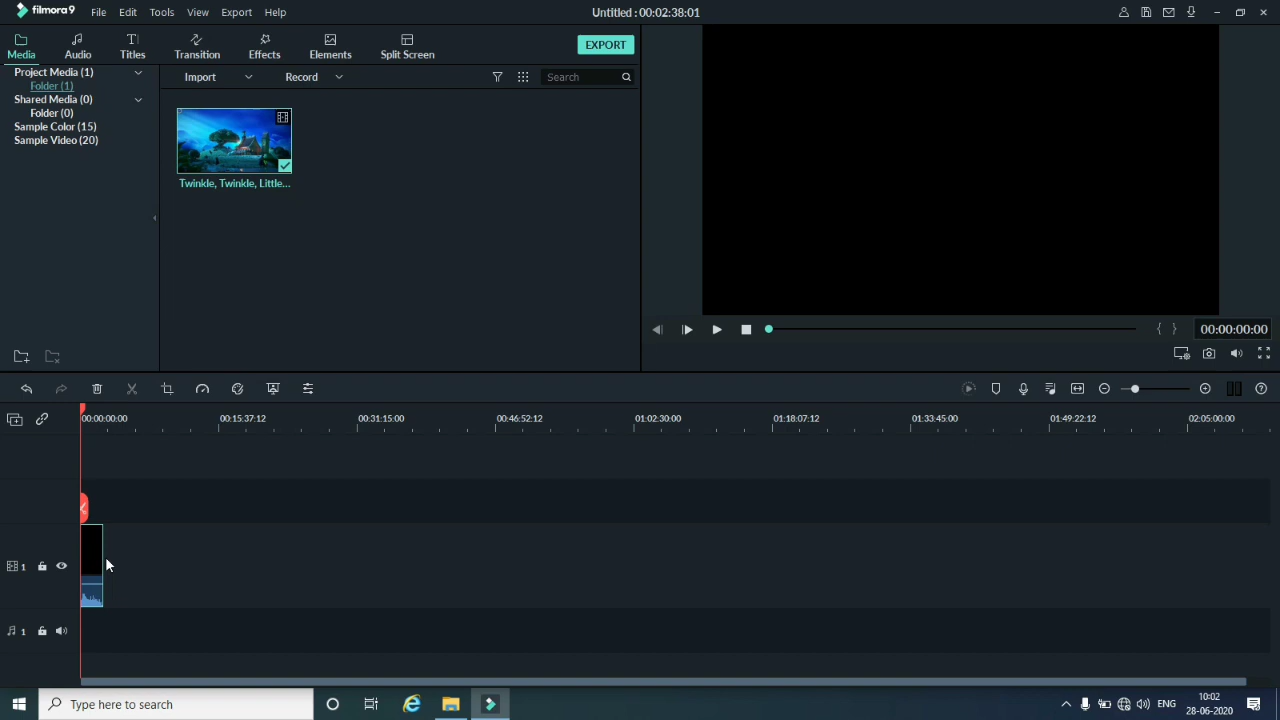 filmora9 File Edit Tools View Export Help Untitled : 00:02:38:01
Media Audio Titles Transition Effects Elements Split Screen EXPORT
Project Media (1) Import Record Search
Folder (1)
Shared Media (0)
Folder (0)
Sample Color (15)
Sample Video (20)
Twinkle, Twinkle, Little...
00:00:00:00
00:00:00:00 00:15:37:12 00:31:15:00 00:46:52:12 01:02:30:00 01:18:07:12 01:33:45:00 01:49:22:12 02:05:00:00
1
1
Type here to search ENG 10:02
28-06-2020